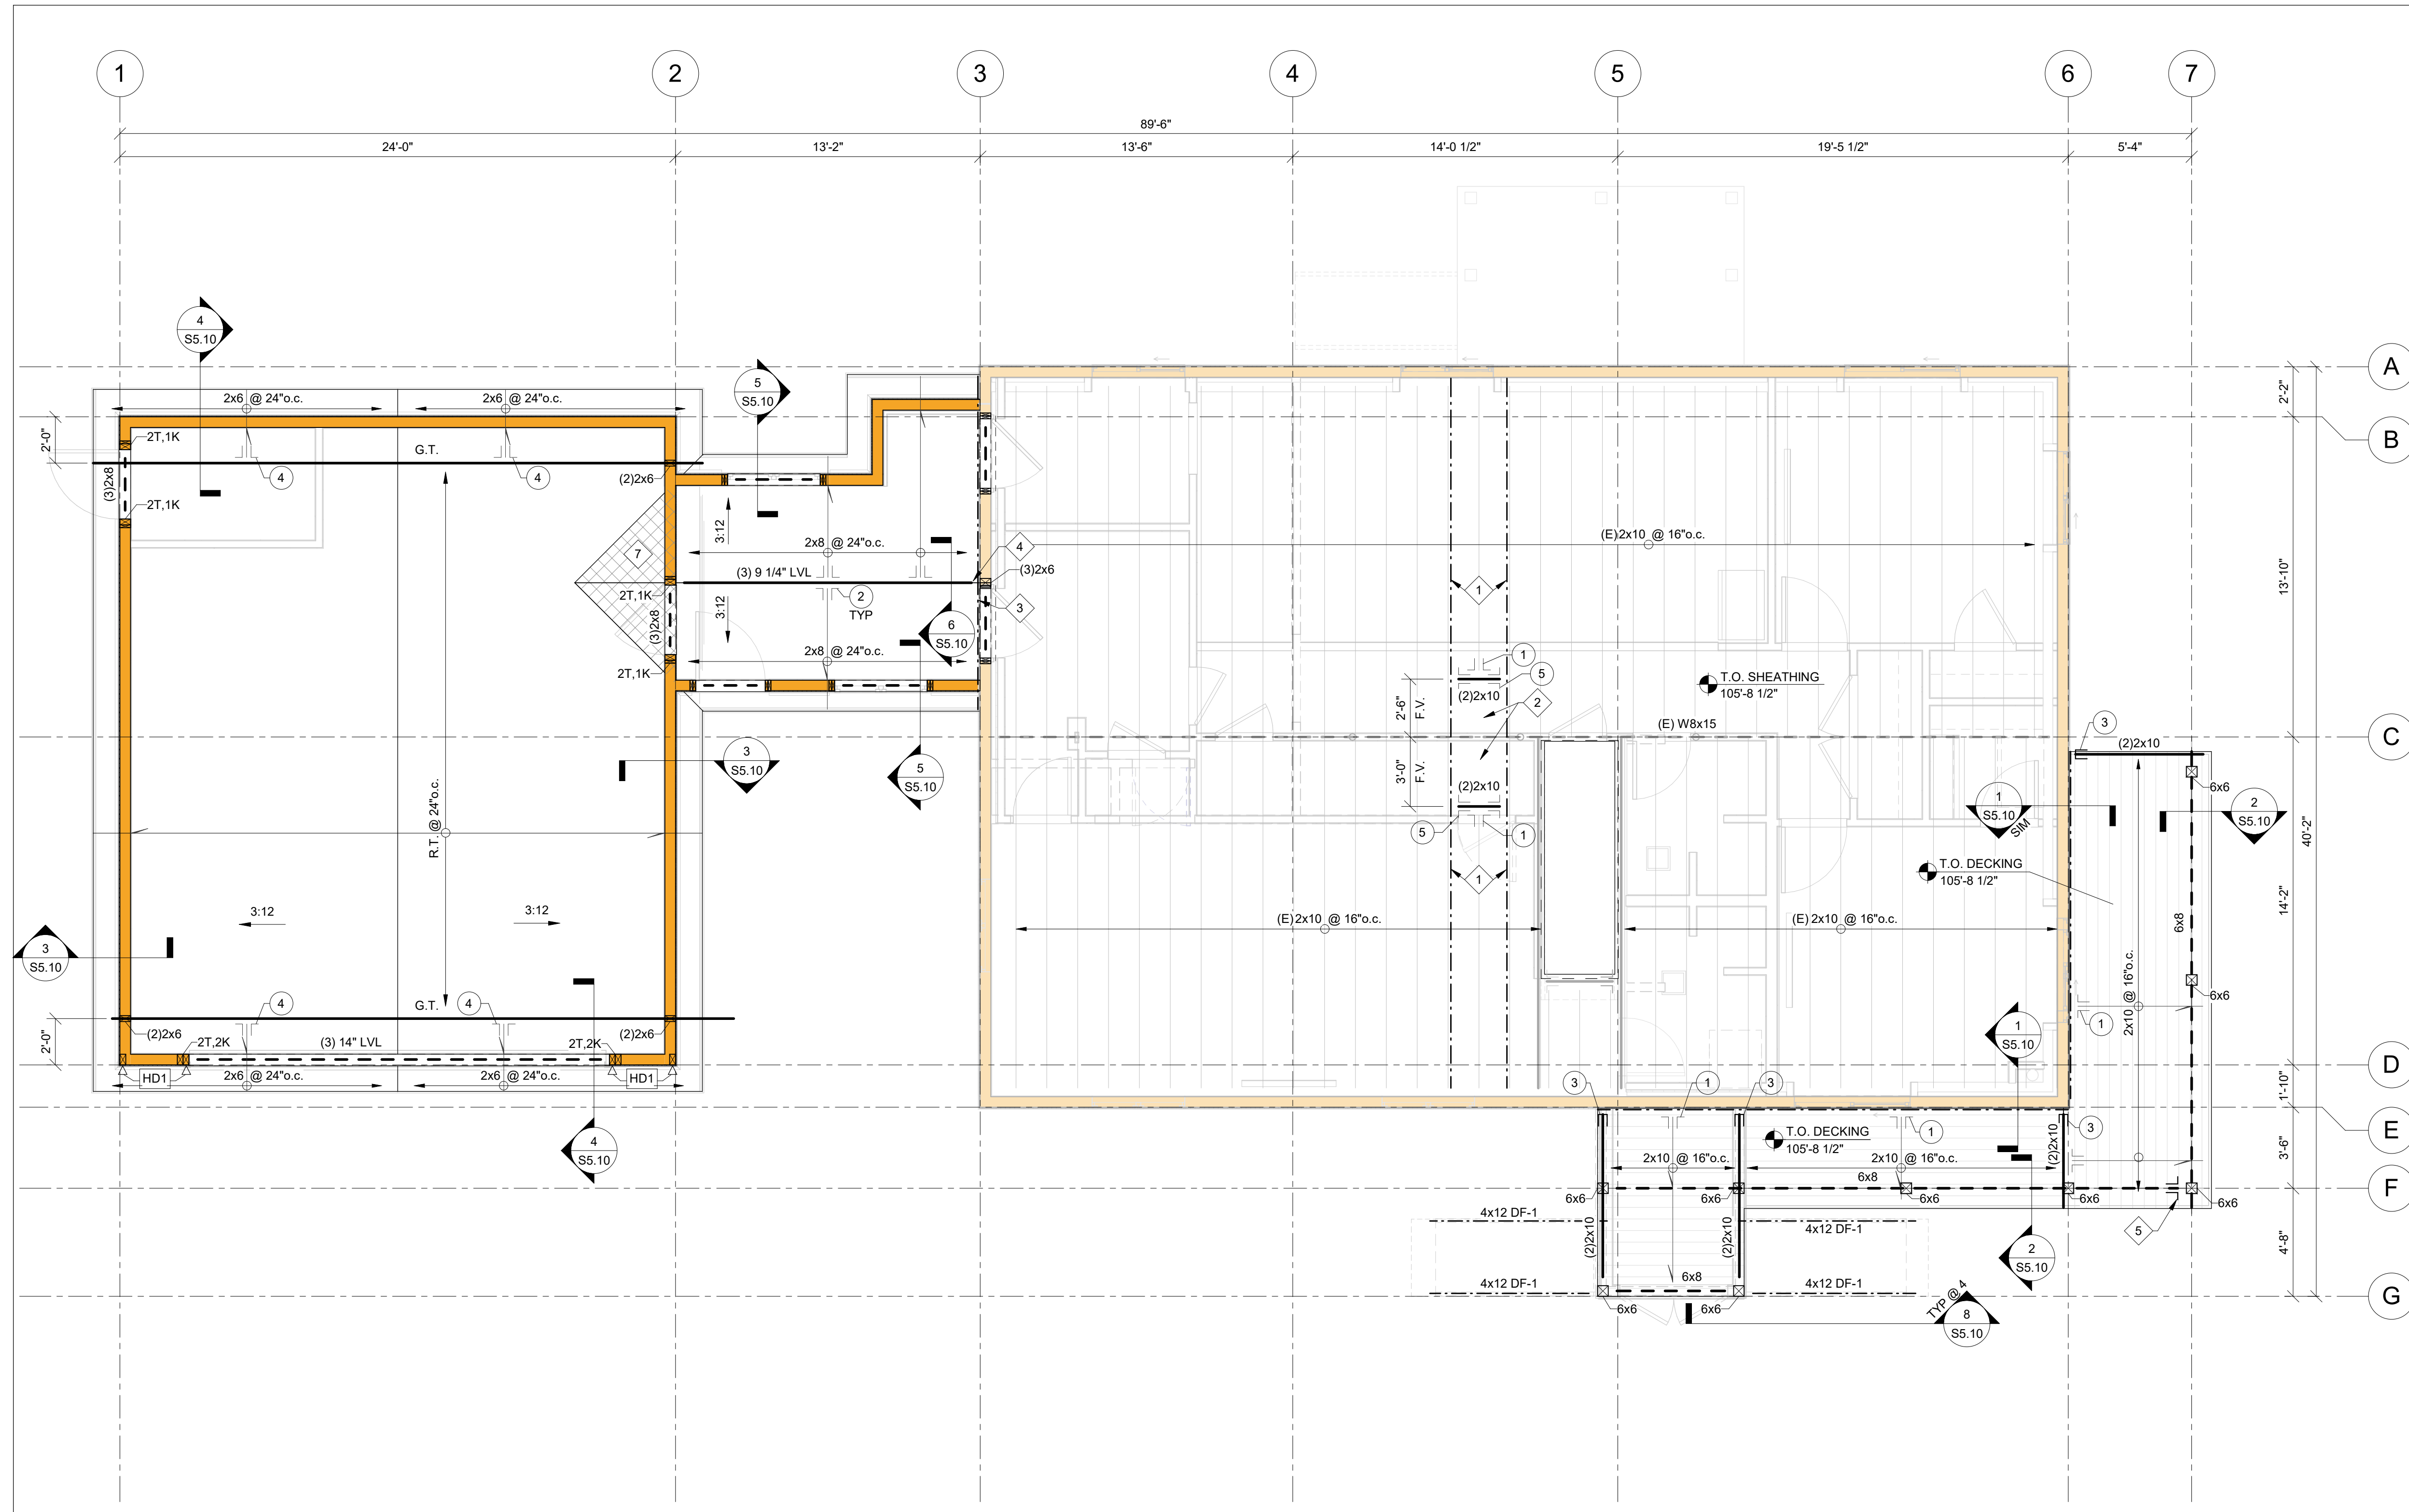 1
2
3
4
5
6
7
89'-6"
24'-0"
13'-2"
13'-6"
14'-0 1/2"
19'-5 1/2"
5'-4"
4
S5.10
5
S5.10
A
2'-2"
B
2x6 @ 24"o.c.
2x6 @ 24"o.c.
2'-0"
2T,1K
G.T.
4
4
(3)2x8
(2)2x6
2T,1K
7
3:12
2x8 @ 24"o.c.
4
(E)2x10 @ 16"o.c.
(3) 9 1/4" LVL
(3)2x6
2T,1K
2
TYP
3
1
13'-10"
(3)2x8
3:12
6
S5.10
2x8 @ 24"o.c.
2T,1K
1
5
T.O. SHEATHING
105'-8 1/2"
(2)2x10
2'-6"
F.V.
2
(E) W8x15
3
C
(2)2x10
3
S5.10
5
S5.10
3'-0"
F.V.
(2)2x10
6x6
1
S5.10
SIM
2
S5.10
R.T. @ 24"o.c.
5
1
40'-2"
T.O. DECKING
105'-8 1/2"
1
3:12
3:12
(E)2x10 @ 16"o.c.
(E)2x10 @ 16"o.c.
6x8
14'-2"
3
S5.10
2x10 @ 16"o.c.
6x6
4
4
G.T.
1
1
S5.10
2'-0"
(2)2x6
(2)2x6
2T,2K
(3) 14" LVL
2T,2K
HD1
2x6 @ 24"o.c.
2x6 @ 24"o.c.
HD1
D
3
1
3
1'-10"
T.O. DECKING
105'-8 1/2"
1
3
E
4
S5.10
2x10 @ 16"o.c.
2x10 @ 16"o.c.
(2)2x10
3'-6"
6x8
F
6x6
6x6
6x6
6x6
6x6
4x12 DF-1
(2)2x10
(2)2x10
4x12 DF-1
5
2
S5.10
4'-8"
6x8
4x12 DF-1
4x12 DF-1
G
6x6
6x6
TYP @ 4
8
S5.10